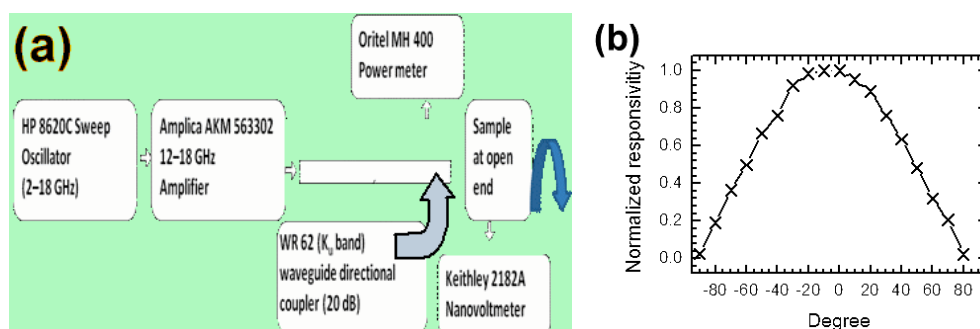 (a)
Oritel MH 400
Power meter
HP 8620C Sweep
Oscillator
(2–18 GHz)
Amplica AKM 563302
12–18 GHz
Amplifier
Sample
at open
end
WR 62 (Ku band)
waveguide directional
coupler (20 dB)
Keithley 2182A
Nanovoltmeter
(b)
Normalized responsivitiy
1.0
0.8
0.6
0.4
0.2
0.0
-80 -60 -40 -20 0 20 40 60 80
Degree